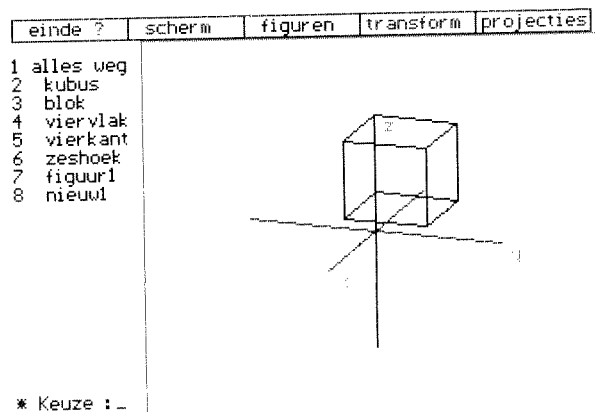 einde ? scherm figuren transform projecties
1 alles weg
2 kubus
3 blok
4 viervlak
5 vierkant
6 zeshoek
7 figuur1
8 nieuw1
z
y
* Keuze :_